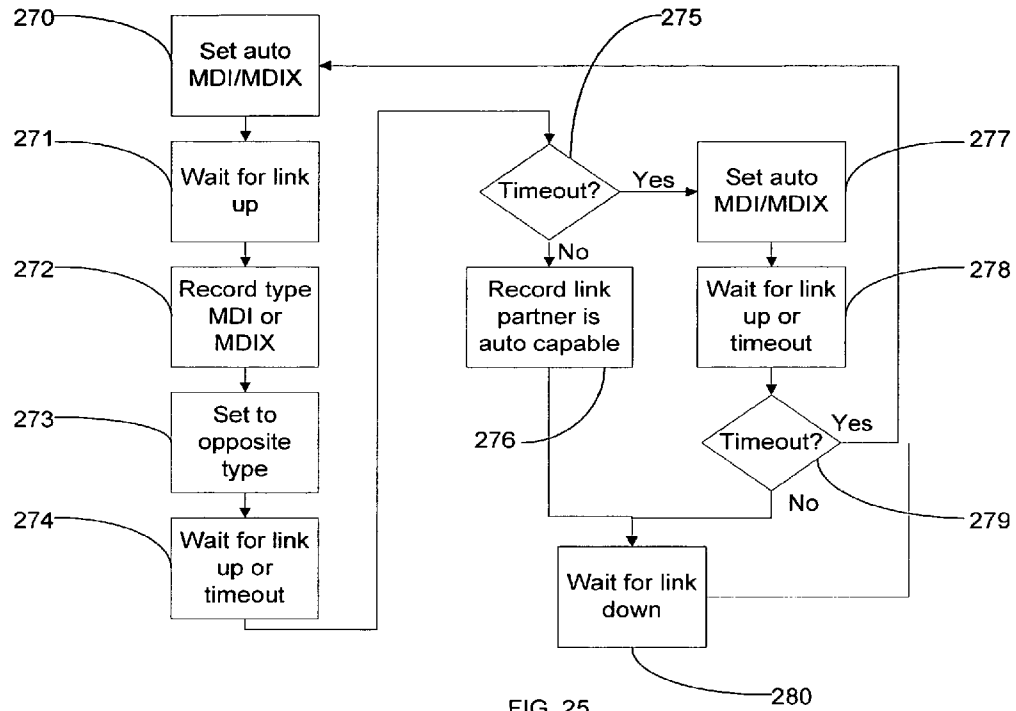 270
Set auto
MDI/MDIX
271
Wait for link
up
272
Record type
MDI or
MDIX
273
Set to
opposite
type
274
Wait for link
up or
timeout
275
Timeout?
Yes
No
Record link
partner is
auto capable
276
Set auto
MDI/MDIX
277
Wait for link
up or
timeout
278
Timeout?
Yes
No
279
Wait for link
down
280
FIG. 25